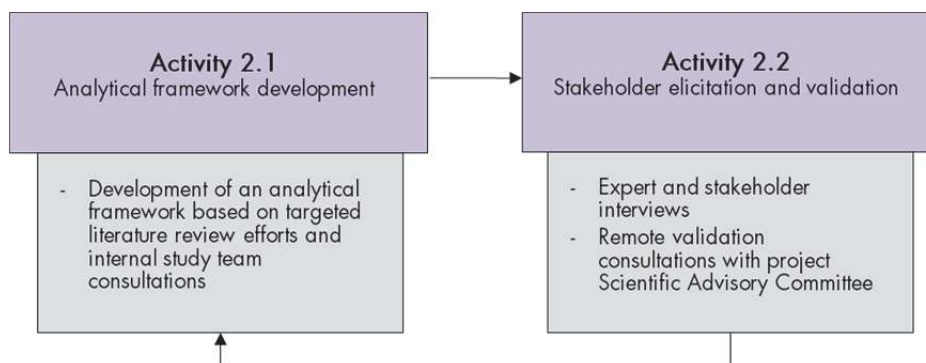 Activity 2.1
Analytical framework development
- Development of an analytical
framework based on targeted
literature review efforts and
internal study team
consultations
Activity 2.2
Stakeholder elicitation and validation
- Expert and stakeholder
interviews
- Remote validation
consultations with project
Scientific Advisory Committee